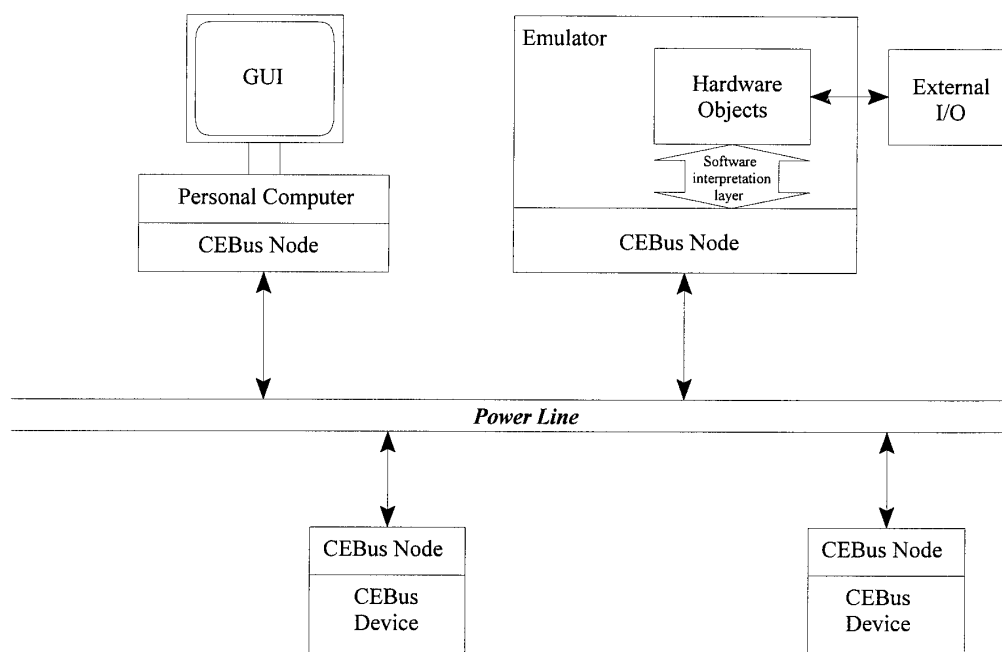 GUI
Personal Computer
CEBus Node
Emulator
Hardware
Objects
External
I/O
Software
interpretation
layer
CEBus Node
Power Line
CEBus Node
CEBus
Device
CEBus Node
CEBus
Device